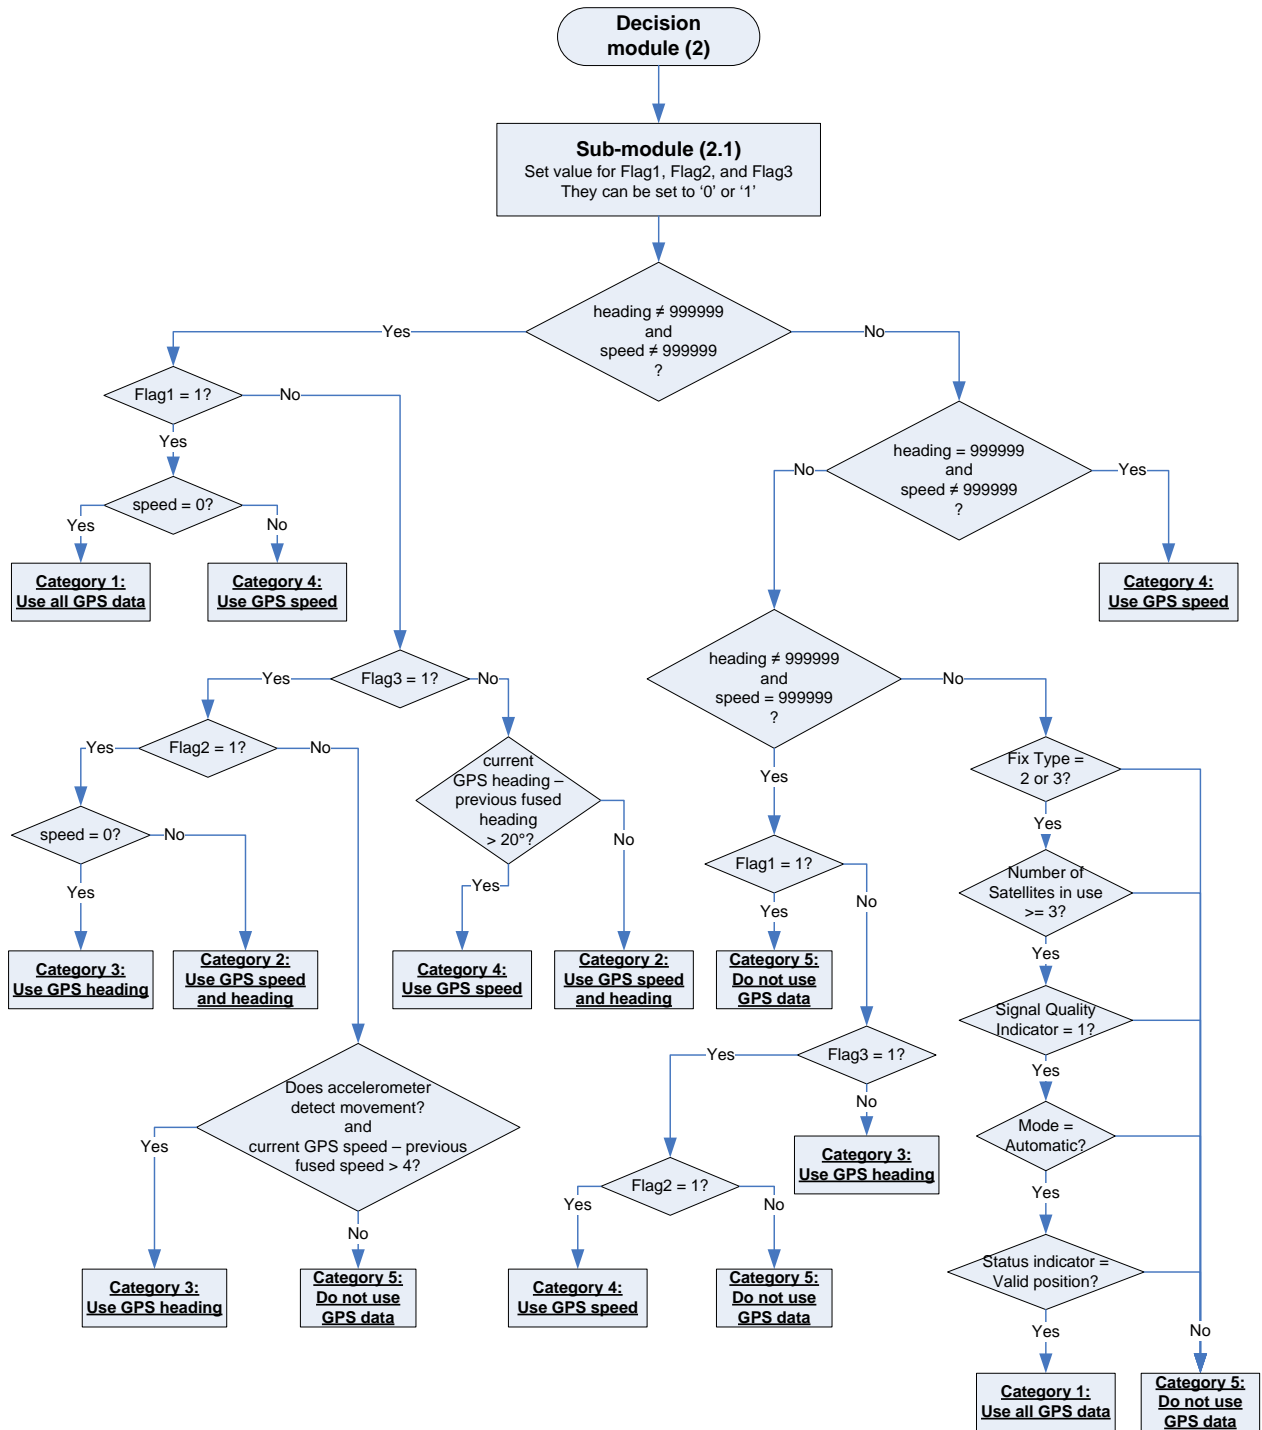 Decision
module (2)
Sub-module (2.1)
Set value for Flag1, Flag2, and Flag3
They can be set to ‘0’ or ‘1’
heading ≠ 999999
and
speed ≠ 999999
?
Yes
No
Flag1 = 1?
No
Yes
speed = 0?
Yes
No
Category 1:
Use all GPS data
Category 4:
Use GPS speed
heading = 999999
and
speed ≠ 999999
?
No
Yes
Category 4:
Use GPS speed
Flag3 = 1?
Yes
No
Flag2 = 1?
Yes
No
speed = 0?
No
Yes
Category 3:
Use GPS heading
Category 2:
Use GPS speed
and heading
current
GPS heading –
previous fused
heading
> 20°?
Yes
No
Category 4:
Use GPS speed
Category 2:
Use GPS speed
and heading
Does accelerometer
detect movement?
and
current GPS speed – previous
fused speed > 4?
Yes
No
Category 3:
Use GPS heading
Category 5:
Do not use
GPS data
heading ≠ 999999
and
speed = 999999
?
No
Yes
Flag1 = 1?
Yes
No
Category 5:
Do not use
GPS data
Flag3 = 1?
Yes
No
Category 3:
Use GPS heading
Flag2 = 1?
Yes
No
Category 4:
Use GPS speed
Category 5:
Do not use
GPS data
Fix Type =
2 or 3?
Yes
Number of
Satellites in use
>= 3?
Yes
Signal Quality
Indicator = 1?
Yes
Mode =
Automatic?
Yes
Status indicator =
Valid position?
Yes
No
Category 1:
Use all GPS data
Category 5:
Do not use
GPS data